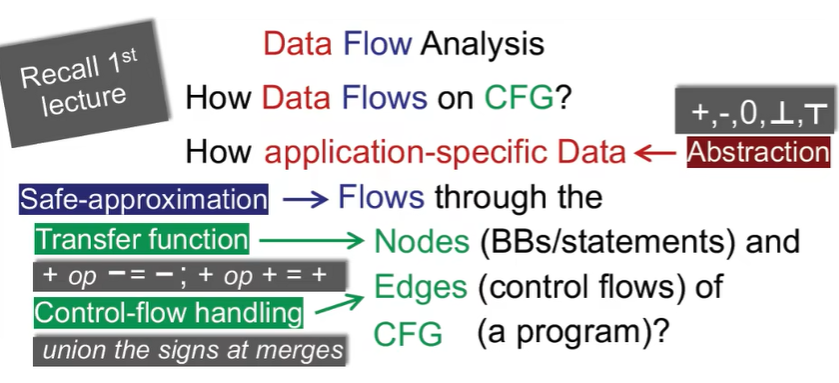 Recall 1st
lecture
Data Flow Analysis
How Data Flows on CFG?
+,-,0,⊥,⊤
How application-specific Data ← Abstraction
Safe-approximation → Flows through the
Transfer function → Nodes (BBs/statements) and
+ op − = − ; + op + = +
Edges (control flows) of
Control-flow handling
CFG (a program)?
union the signs at merges